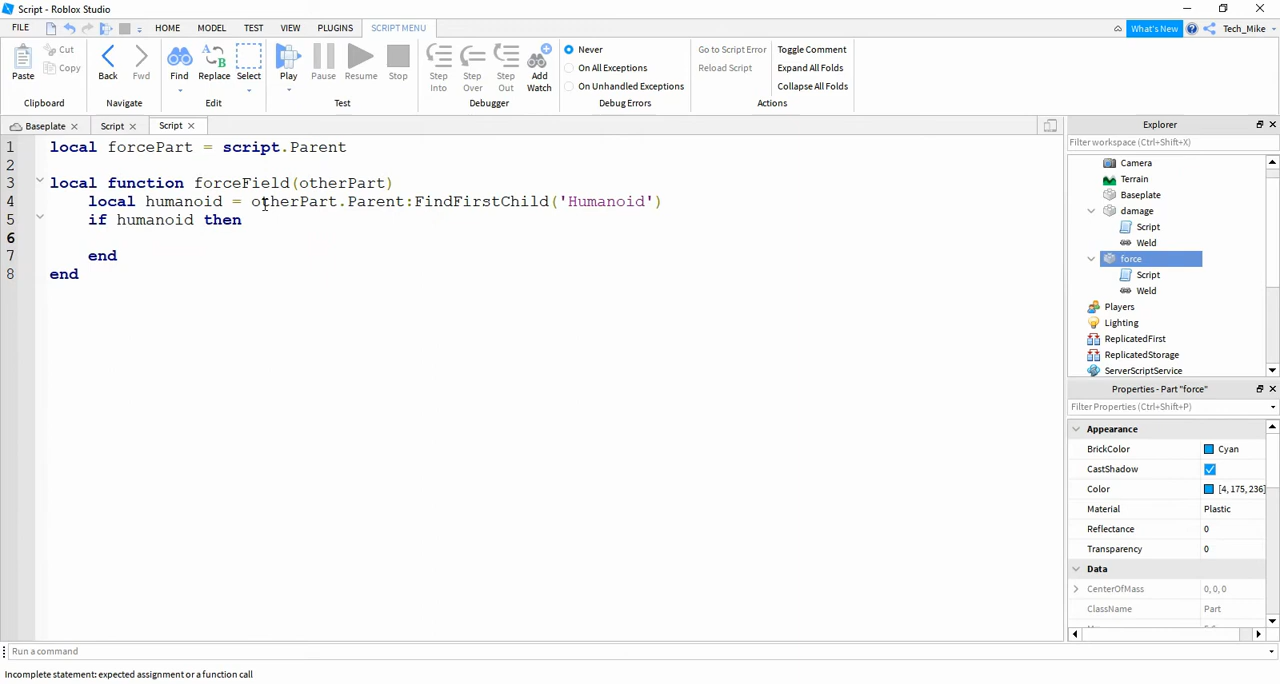 Script - Roblox Studio
FILE HOME MODEL TEST VIEW PLUGINS SCRIPT MENU What's New Tech_Mike
Paste Cut Copy Back Fwd Find Replace Select Play Pause Resume Stop Step Into Step Over Step Out Add Watch
Never
On All Exceptions
On Unhandled Exceptions
Go to Script Error
Reload Script
Toggle Comment
Expand All Folds
Collapse All Folds
Clipboard Navigate Edit Test Debugger Debug Errors Actions
Baseplate Script Script
1 local forcePart = script.Parent
2
3 local function forceField(otherPart)
4 local humanoid = otherPart.Parent:FindFirstChild('Humanoid')
5 if humanoid then
6
7 end
8 end
Explorer
Filter workspace (Ctrl+Shift+X)
Camera
Terrain
Baseplate
damage
Script
Weld
force
Script
Weld
Players
Lighting
ReplicatedFirst
ReplicatedStorage
ServerScriptService
Properties - Part "force"
Filter Properties (Ctrl+Shift+P)
Appearance
BrickColor Cyan
CastShadow
Color [4, 175, 236]
Material Plastic
Reflectance 0
Transparency 0
Data
CenterOfMass 0, 0, 0
ClassName Part
Run a command
Incomplete statement: expected assignment or a function call